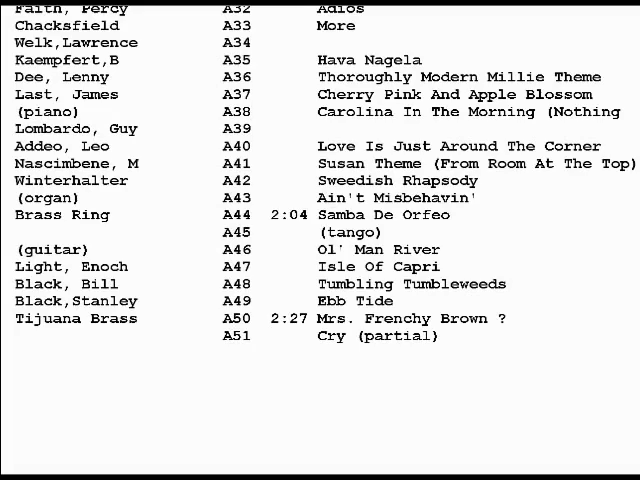 Faith, Percy A32 Adios
Chacksfield A33 More
Welk,Lawrence A34
Kaempfert,B A35 Hava Nagela
Dee, Lenny A36 Thoroughly Modern Millie Theme
Last, James A37 Cherry Pink And Apple Blossom
(piano) A38 Carolina In The Morning (Nothing
Lombardo, Guy A39
Addeo, Leo A40 Love Is Just Around The Corner
Nascimbene, M A41 Susan Theme (From Room At The Top)
Winterhalter A42 Sweedish Rhapsody
(organ) A43 Ain't Misbehavin'
Brass Ring A44 2:04 Samba De Orfeo
A45 (tango)
(guitar) A46 Ol' Man River
Light, Enoch A47 Isle Of Capri
Black, Bill A48 Tumbling Tumbleweeds
Black,Stanley A49 Ebb Tide
Tijuana Brass A50 2:27 Mrs. Frenchy Brown ?
A51 Cry (partial)